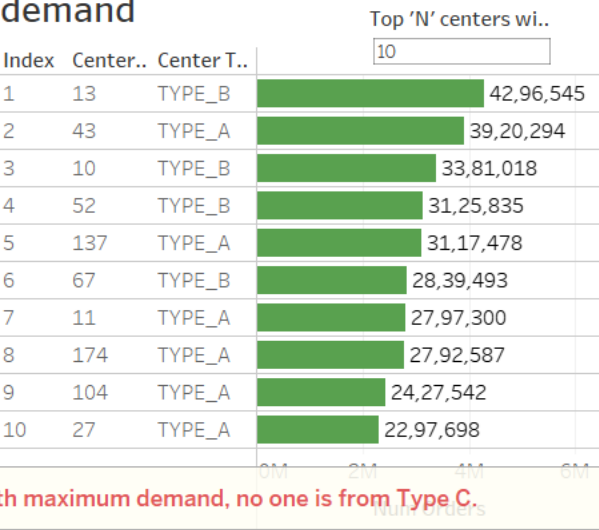 demand
Top 'N' centers wi..
10
Index Center.. Center T..
1 13 TYPE_B 42,96,545
2 43 TYPE_A 39,20,294
3 10 TYPE_B 33,81,018
4 52 TYPE_B 31,25,835
5 137 TYPE_A 31,17,478
6 67 TYPE_B 28,39,493
7 11 TYPE_A 27,97,300
8 174 TYPE_A 27,92,587
9 104 TYPE_A 24,27,542
10 27 TYPE_A 22,97,698
0M 2M 4M 6M
th maximum demand, no one is from Type C.
Num Orders